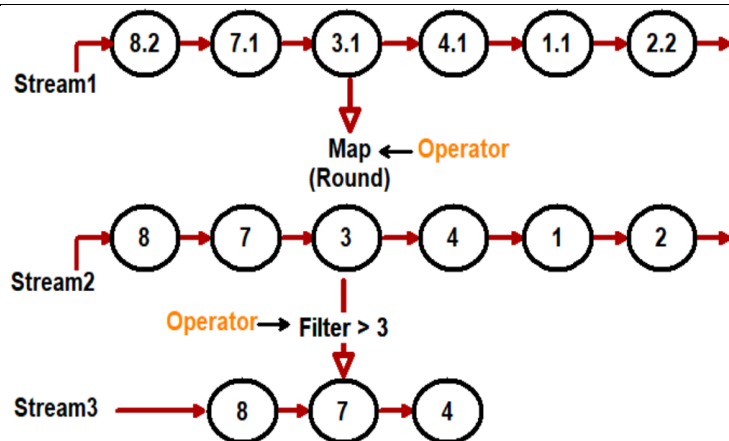 8.2 7.1 3.1 4.1 1.1 2.2
Stream1
Map Operator
(Round)
8 7 3 4 1 2
Stream2
Operator Filter > 3
Stream3 8 7 4